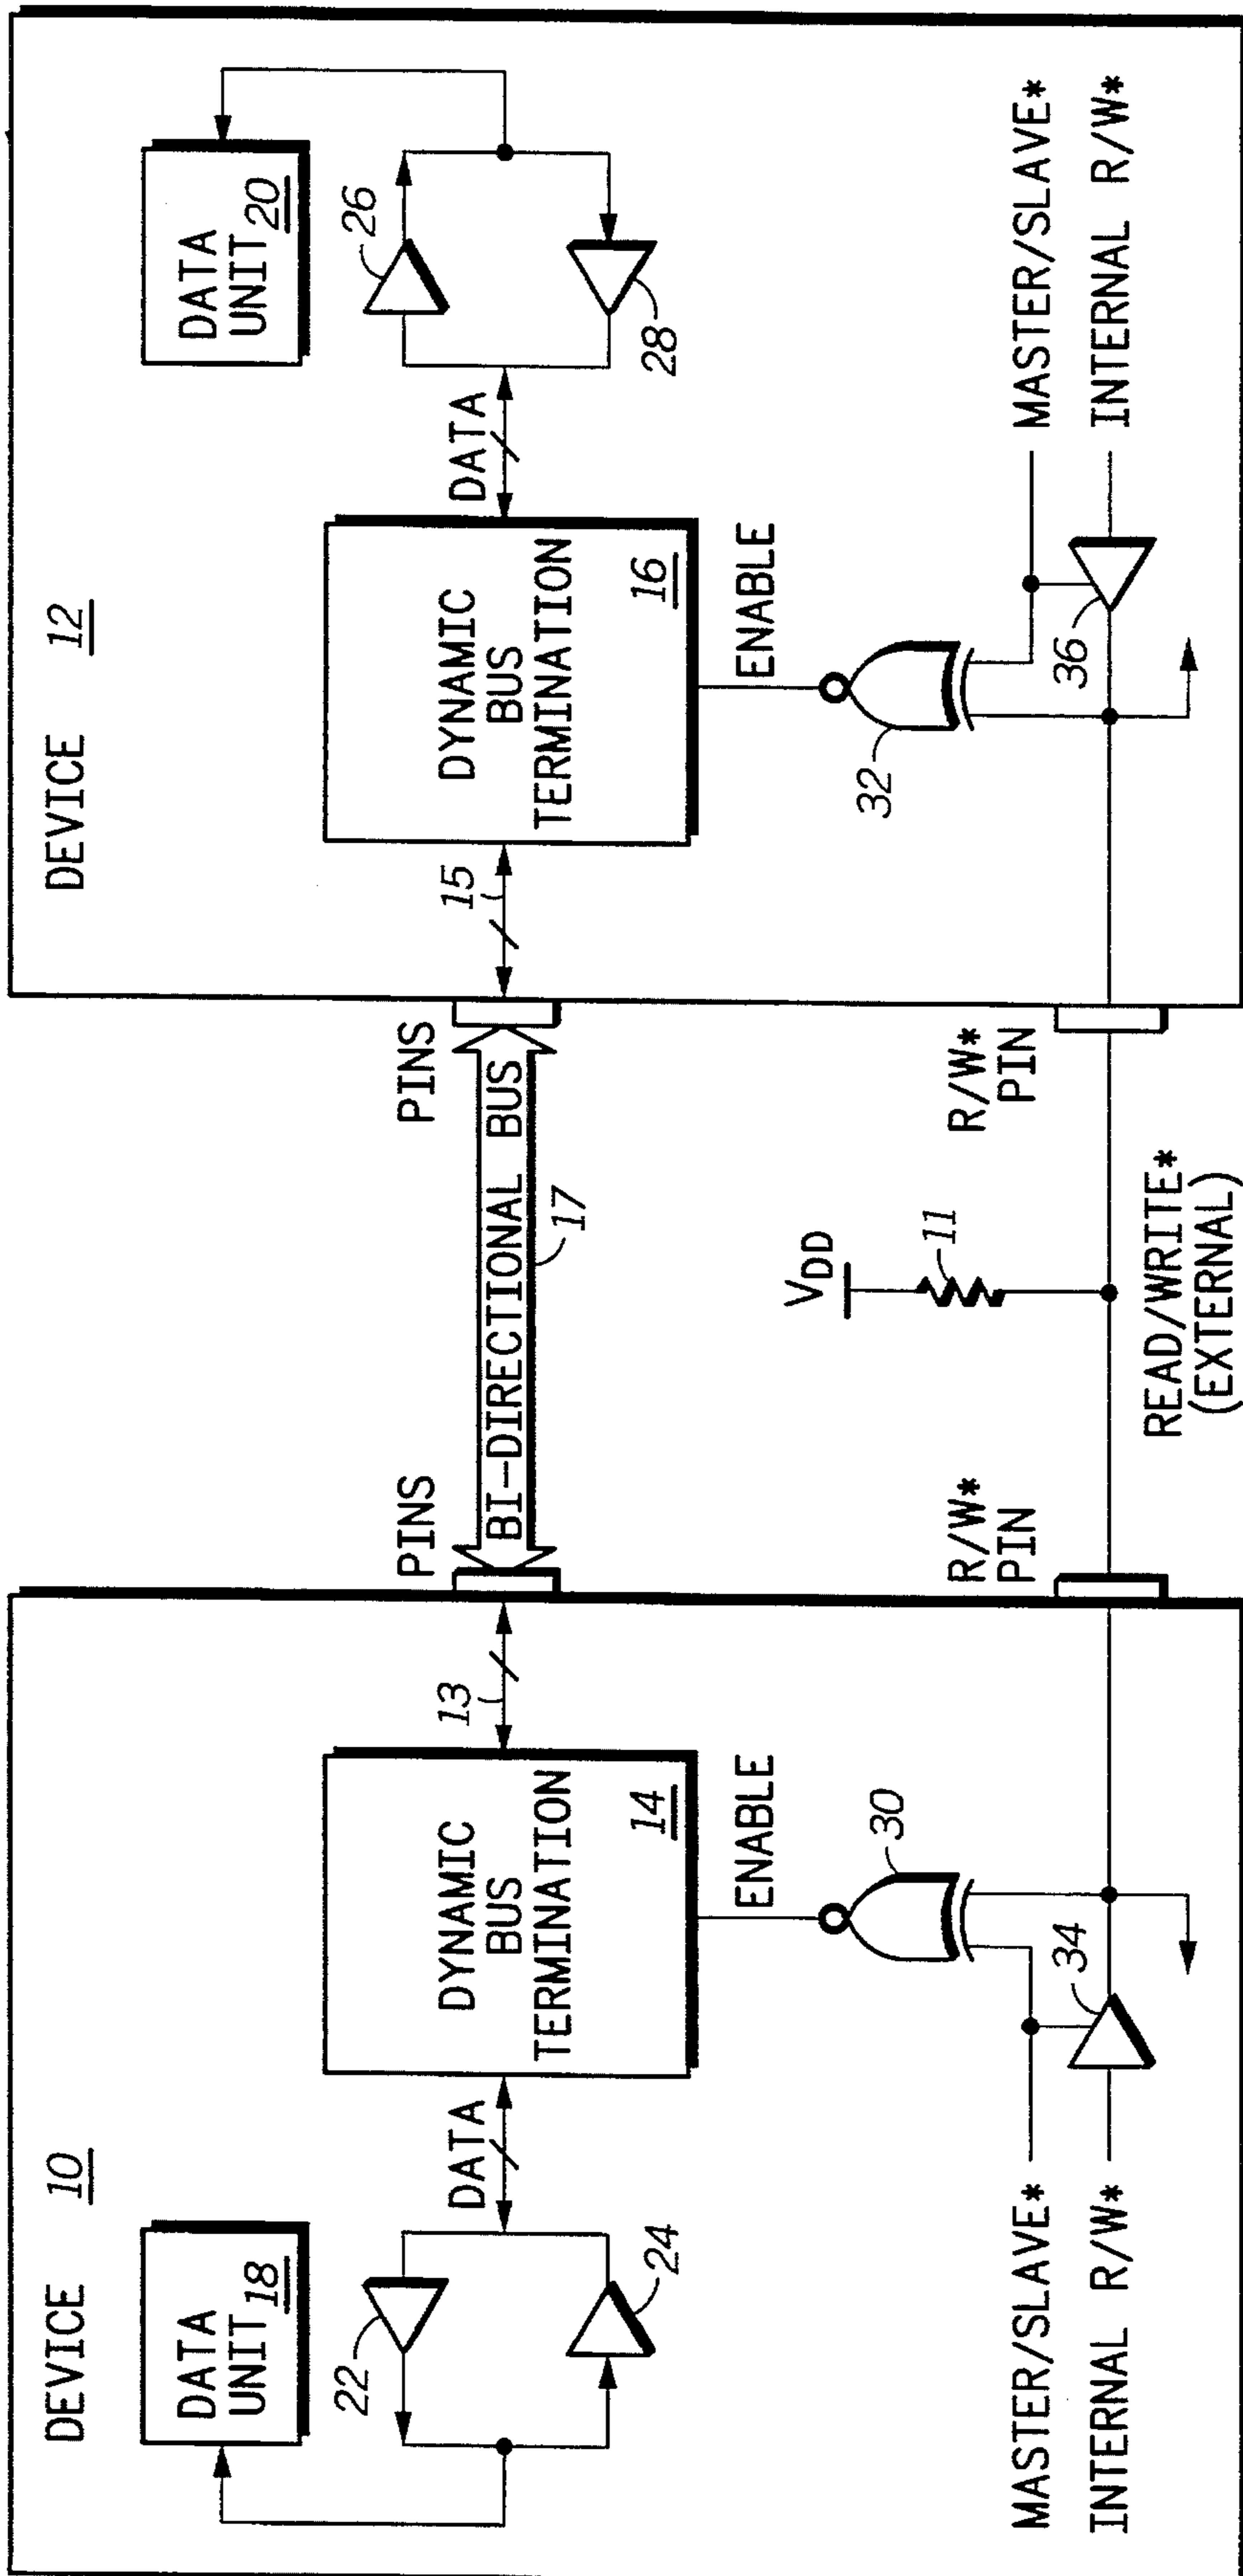 DEVICE 10
DATA
UNIT 18
22
24
DATA
DYNAMIC
BUS
TERMINATION
14
13
ENABLE
30
34
MASTER/SLAVE*
INTERNAL R/W*
PINS
BI-DIRECTIONAL BUS
17
PINS
R/W*
PIN
VDD
11
READ/WRITE*
(EXTERNAL)
R/W*
PIN
DEVICE 12
15
DYNAMIC
BUS
TERMINATION
16
DATA
DATA
UNIT 20
26
28
ENABLE
32
36
MASTER/SLAVE*
INTERNAL R/W*